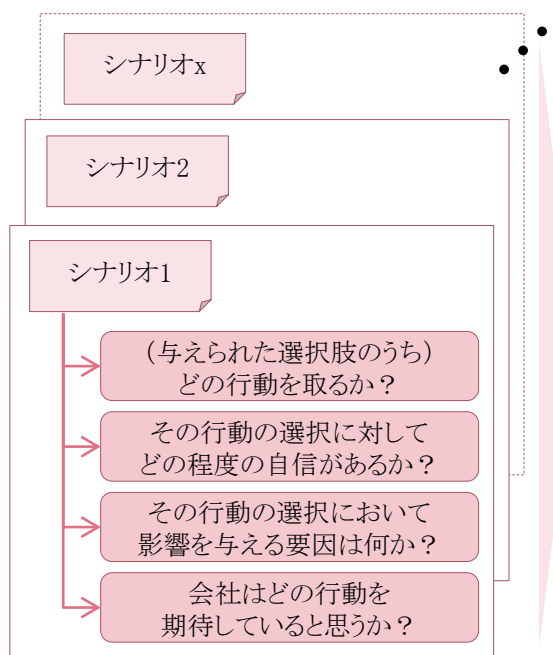 シナリオx
シナリオ2
シナリオ1
(与えられた選択肢のうち)
どの行動を取るか？
その行動の選択に対して
どの程度の自信があるか？
その行動の選択において
影響を与える要因は何か？
会社はどの行動を
期待していると思うか？